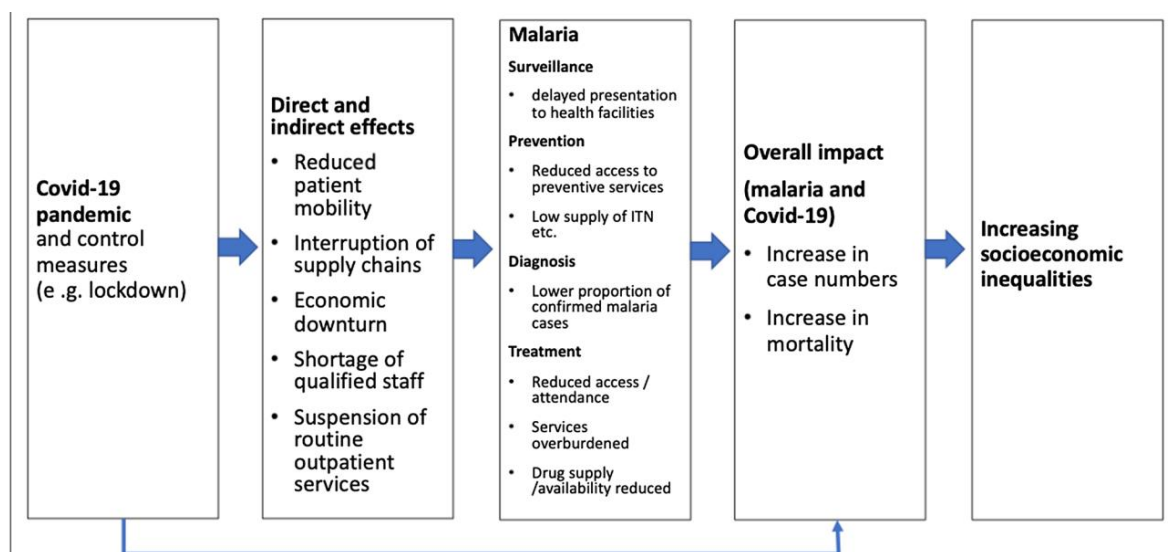 Covid-19
pandemic
and control
measures
(e .g. lockdown)
Direct and
indirect effects
• Reduced
patient
mobility
• Interruption of
supply chains
• Economic
downturn
• Shortage of
qualified staff
• Suspension of
routine
outpatient
services
Malaria
Surveillance
• delayed presentation
to health facilities
Prevention
• Reduced access to
preventive services
• Low supply of ITN
etc.
Diagnosis
• Lower proportion of
confirmed malaria
cases
Treatment
• Reduced access /
attendance
• Services
overburdened
• Drug supply
/availability reduced
Overall impact
(malaria and
Covid-19)
• Increase in
case numbers
• Increase in
mortality
Increasing
socioeconomic
inequalities